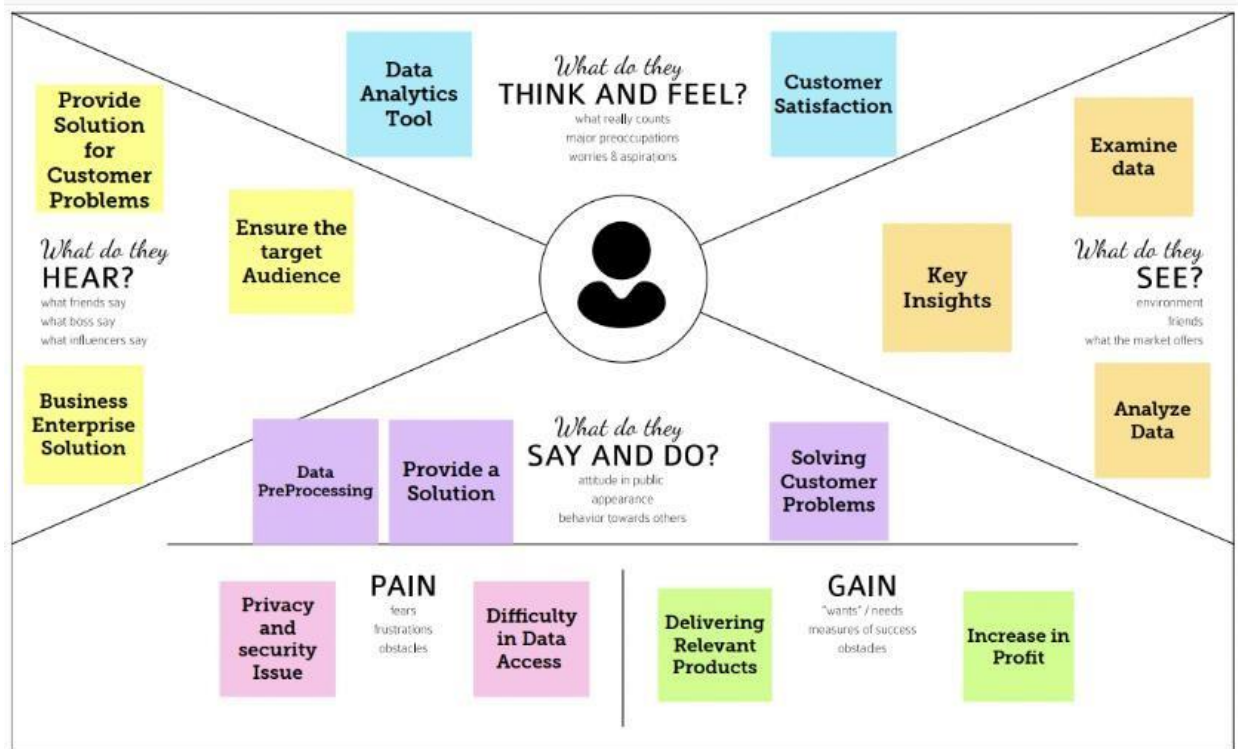 Data
Analytics
Tool
What do they
THINK AND FEEL?
what really counts
major preoccupations
worries & aspirations
Customer
Satisfaction
Provide
Solution
for
Customer
Problems
Ensure the
target
Audience
What do they
HEAR?
what friends say
what boss say
what influencers say
Business
Enterprise
Solution
Examine
data
Key
Insights
What do they
SEE?
environment
friends
what the market offers
Analyze
Data
Data
PreProcessing
Provide a
Solution
What do they
SAY AND DO?
attitude in public
appearance
behavior towards others
Solving
Customer
Problems
Privacy
and
security
Issue
PAIN
fears
frustrations
obstacles
Difficulty
in Data
Access
Delivering
Relevant
Products
GAIN
"wants" / needs
measures of success
obstacles
Increase in
Profit